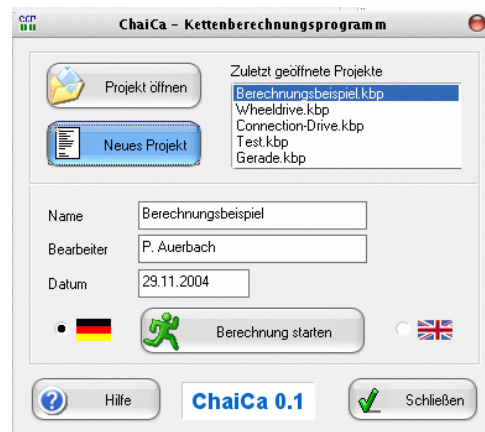 CCP
ChaiCa – Kettenberechnungsprogramm
Projekt öffnen
Neues Projekt
Zuletzt geöffnete Projekte
Berechnungsbeispiel.kbp
Wheeldrive.kbp
Connection-Drive.kbp
Test.kbp
Gerade.kbp
Name
Berechnungsbeispiel
Bearbeiter
P. Auerbach
Datum
29.11.2004
Berechnung starten
Hilfe
ChaiCa 0.1
Schließen